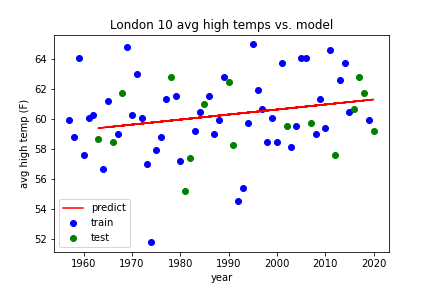 London 10 avg high temps vs. model
avg high temp (F)
64
62
60
58
56
54
52
predict
train
test
1960
1970
1980
1990
2000
2010
2020
year